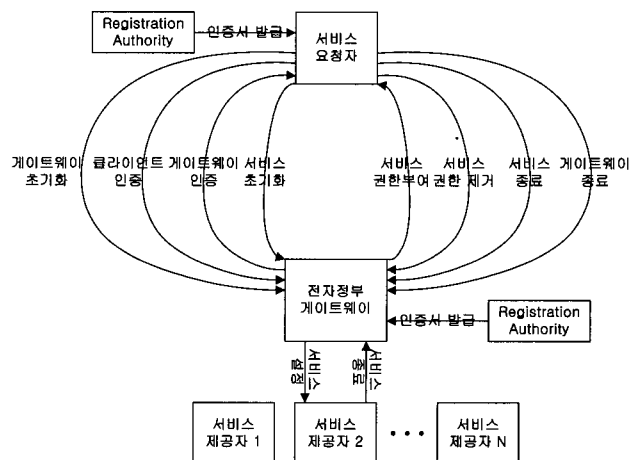 Registration
Authority
인증서 발급
서비스
요청자
게이트웨이
초기화
클라이언트
인증
게이트웨이
인증
서비스
초기화
서비스
권한부여
서비스
권한 제거
서비스
종료
게이트웨이
종료
전자정부
게이트웨이
인증서 발급
Registration
Authority
서비스
설정
서비스
종료
서비스
제공자 1
서비스
제공자 2
서비스
제공자 N